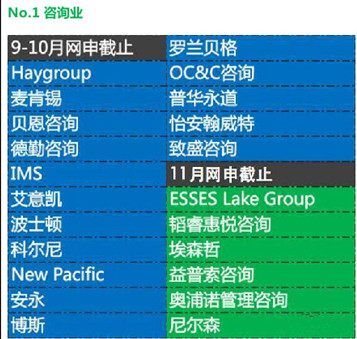 No.1 咨询业
9-10月网申截止
Haygroup
麦肯锡
贝恩咨询
德勤咨询
IMS
艾意凯
波士顿
科尔尼
New Pacific
安永
博斯
罗兰贝格
OC&C咨询
普华永道
怡安翰威特
致盛咨询
11月网申截止
ESSES Lake Group
韬睿惠悦咨询
埃森哲
益普索咨询
奥浦诺管理咨询
尼尔森